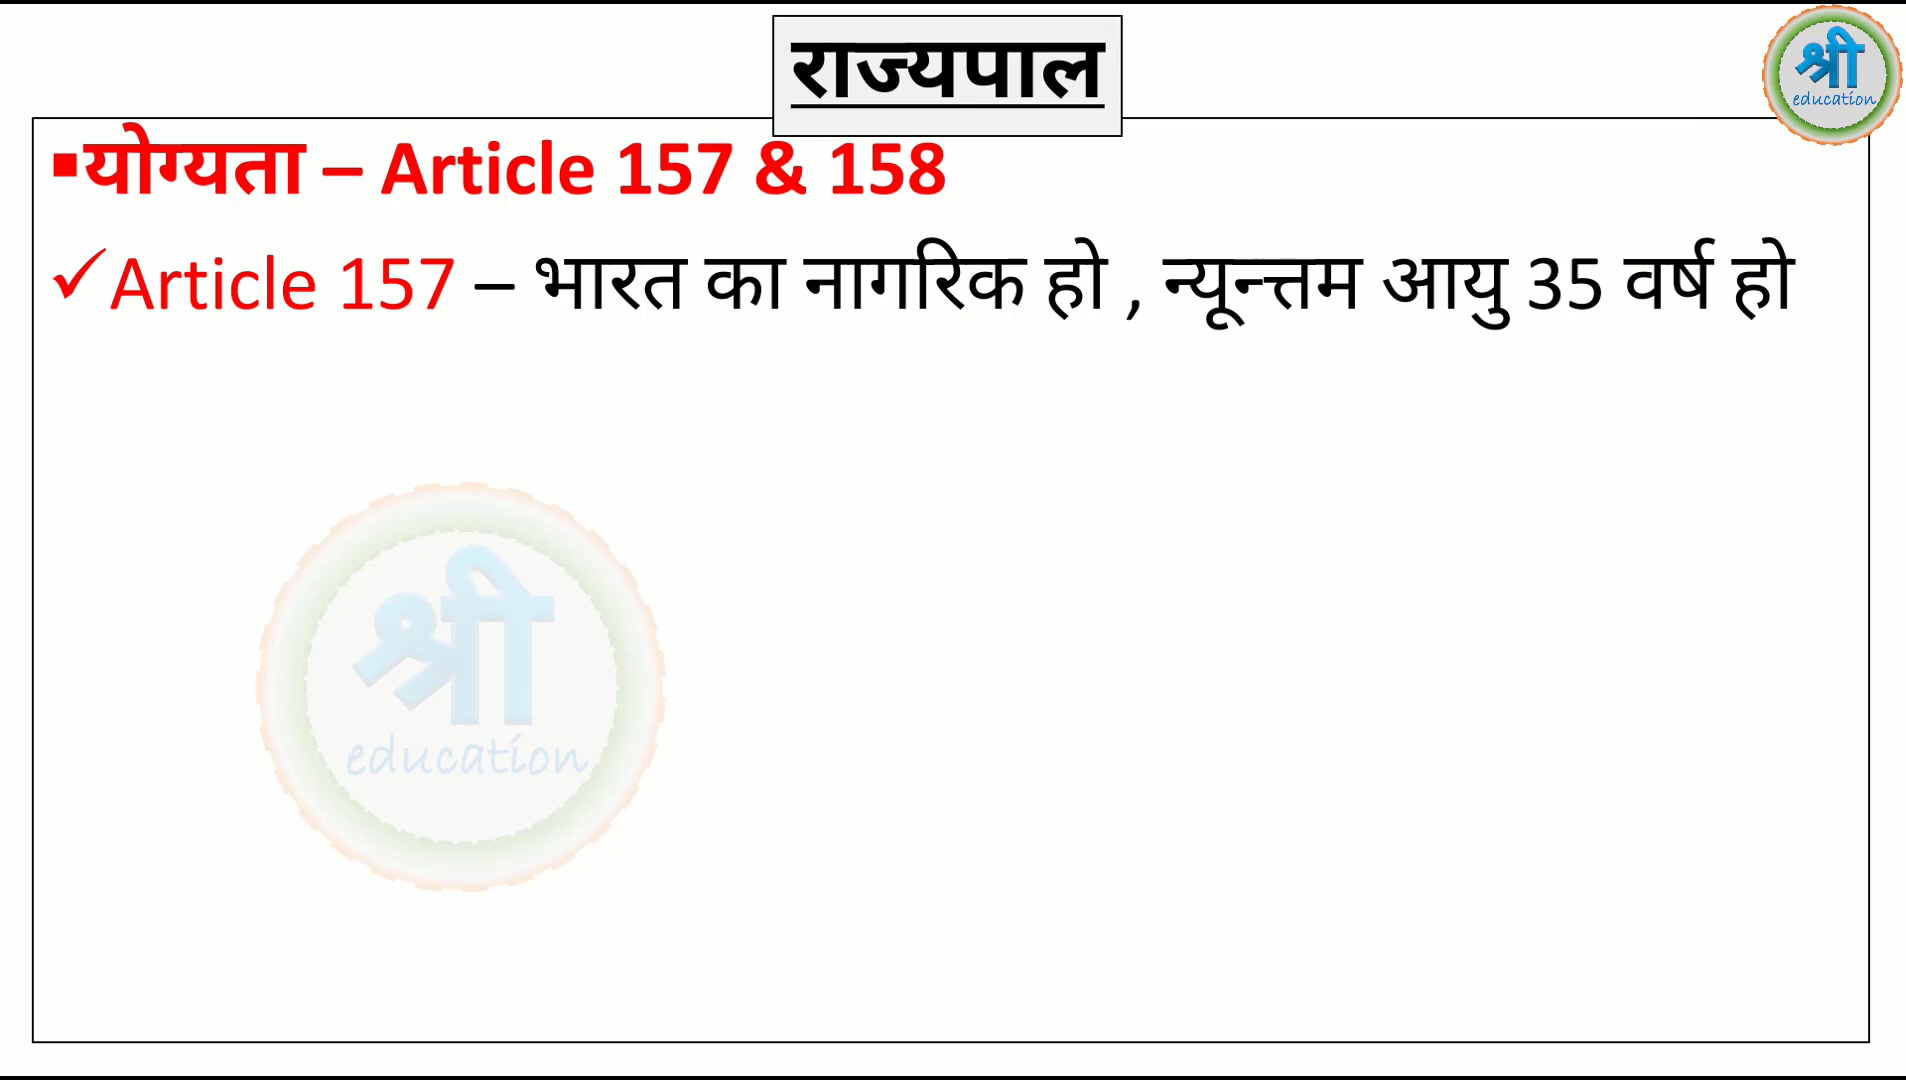 राज्यपाल
श्री
education
▪योग्यता – Article 157 & 158
✓Article 157 – भारत का नागरिक हो , न्यून्त्तम आयु 35 वर्ष हो
श्री
education